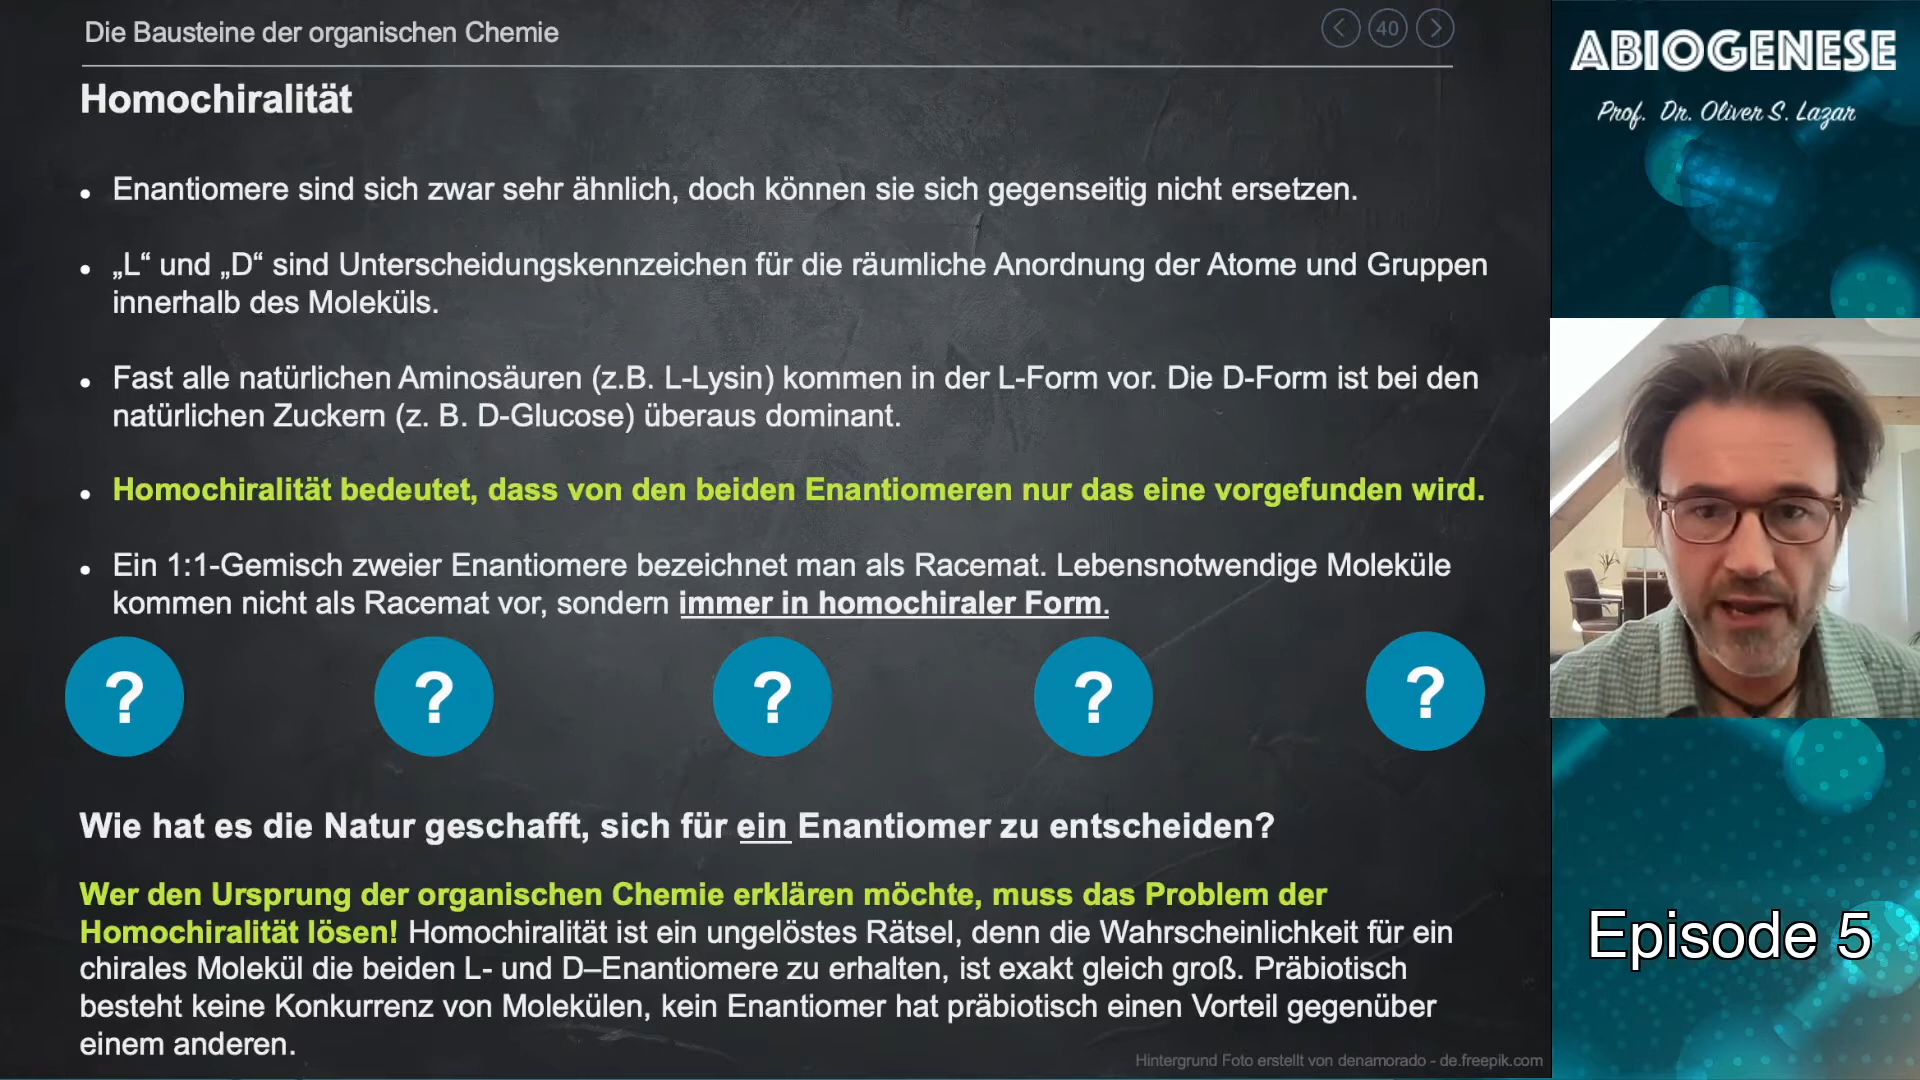 Die Bausteine der organischen Chemie
40
Homochiralität
• Enantiomere sind sich zwar sehr ähnlich, doch können sie sich gegenseitig nicht ersetzen.
• „L“ und „D“ sind Unterscheidungskennzeichen für die räumliche Anordnung der Atome und Gruppen
innerhalb des Moleküls.
• Fast alle natürlichen Aminosäuren (z.B. L-Lysin) kommen in der L-Form vor. Die D-Form ist bei den
natürlichen Zuckern (z. B. D-Glucose) überaus dominant.
• Homochiralität bedeutet, dass von den beiden Enantiomeren nur das eine vorgefunden wird.
• Ein 1:1-Gemisch zweier Enantiomere bezeichnet man als Racemat. Lebensnotwendige Moleküle
kommen nicht als Racemat vor, sondern immer in homochiraler Form.
? ? ? ? ?
Wie hat es die Natur geschafft, sich für ein Enantiomer zu entscheiden?
Wer den Ursprung der organischen Chemie erklären möchte, muss das Problem der
Homochiralität lösen! Homochiralität ist ein ungelöstes Rätsel, denn die Wahrscheinlichkeit für ein
chirales Molekül die beiden L- und D–Enantiomere zu erhalten, ist exakt gleich groß. Präbiotisch
besteht keine Konkurrenz von Molekülen, kein Enantiomer hat präbiotisch einen Vorteil gegenüber
einem anderen.
Hintergrund Foto erstellt von denamorado - de.freepik.com
ABIOGENESE
Prof. Dr. Oliver S. Lazar
Episode 5